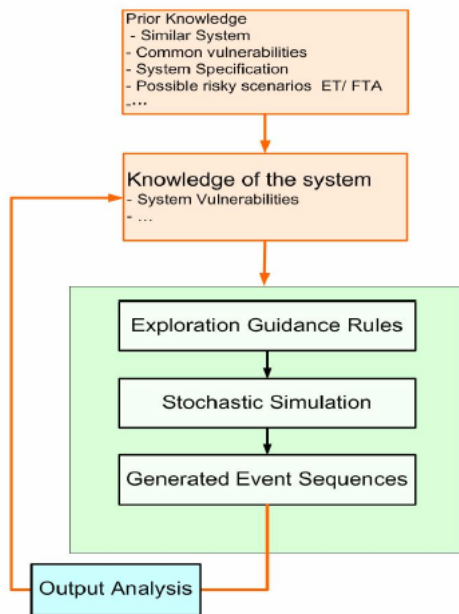 Prior Knowledge
- Similar System
- Common vulnerabilities
- System Specification
- Possible risky scenarios ET/ FTA
-...
Knowledge of the system
- System Vulnerabilities
- ...
Exploration Guidance Rules
Stochastic Simulation
Generated Event Sequences
Output Analysis